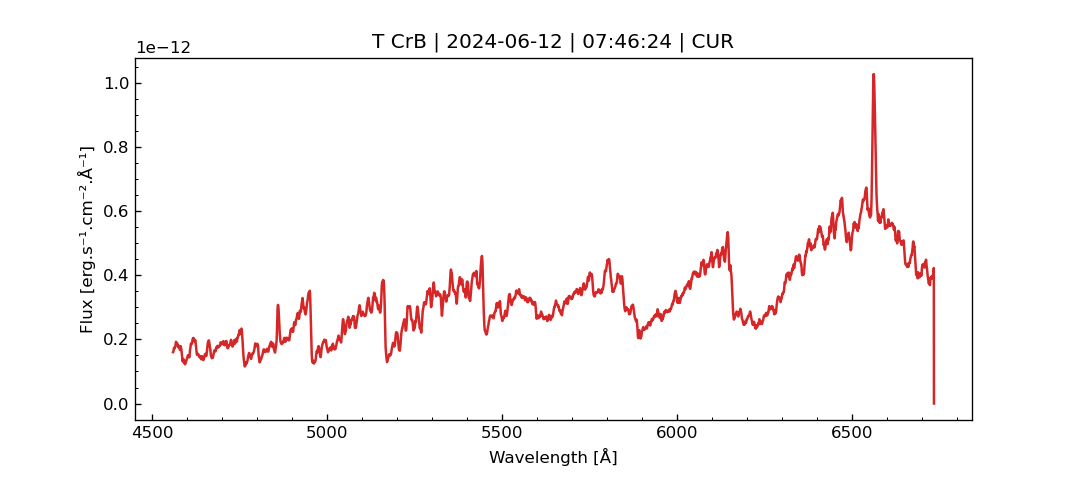 T CrB | 2024-06-12 | 07:46:24 | CUR
1e−12
1.0
0.8
0.6
0.4
0.2
0.0
Flux [erg.s⁻¹.cm⁻².Å⁻¹]
4500 5000 5500 6000 6500
Wavelength [Å]